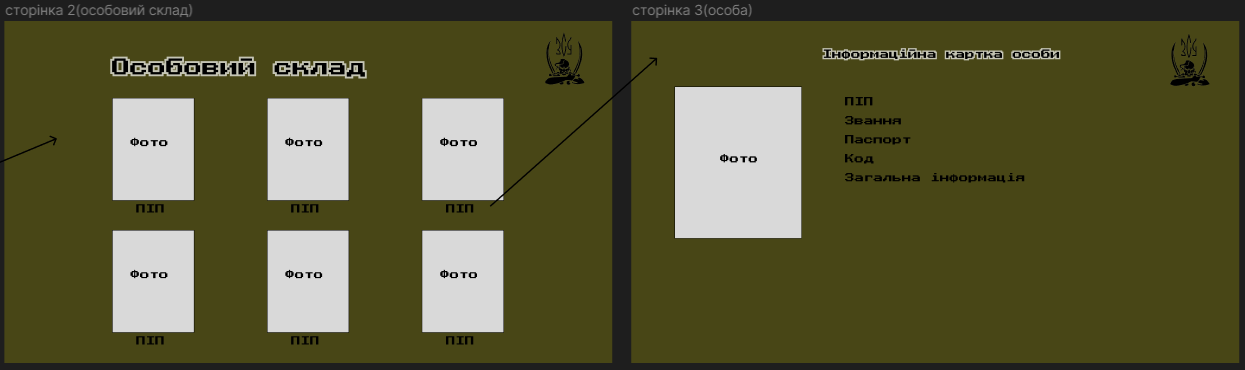 сторінка 2(особовий склад)
Особовий склад
Фото
Фото
Фото
ПІП
ПІП
ПІП
Фото
Фото
Фото
ПІП
ПІП
ПІП
сторінка 3(особа)
Інформаційна картка особи
Фото
ПІП
Звання
Паспорт
Код
Загальна інформація